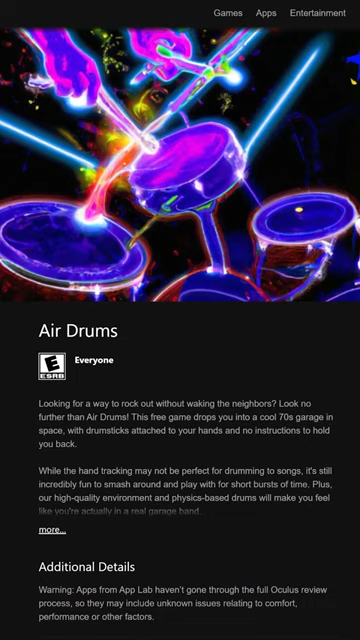 Games Apps Entertainment
Air Drums
E
ESRB
Everyone
Looking for a way to rock out without waking the neighbors? Look no
further than Air Drums! This free game drops you into a cool 70s garage in
space, with drumsticks attached to your hands and no instructions to hold
you back.
While the hand tracking may not be perfect for drumming to songs, it's still
incredibly fun to smash around and play with for short bursts of time. Plus,
our high-quality environment and physics-based drums will make you feel
like you're actually in a real garage band.
more...
Additional Details
Warning: Apps from App Lab haven't gone through the full Oculus review
process, so they may include unknown issues relating to comfort,
performance or other factors.